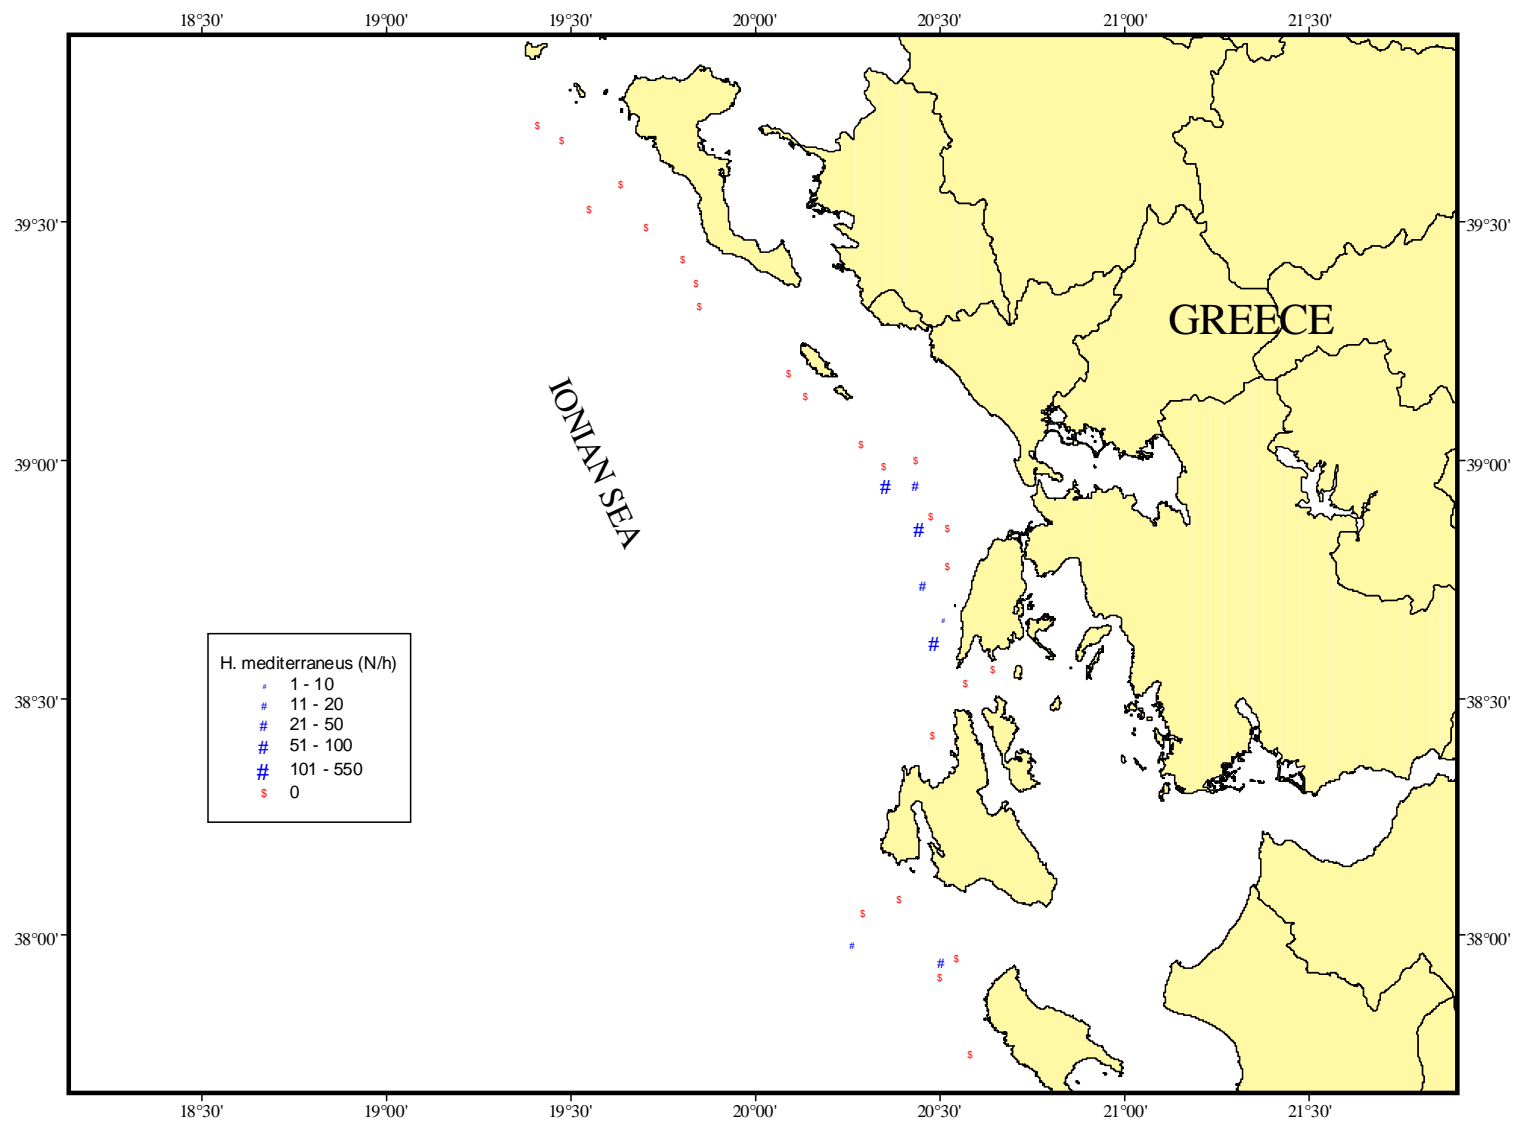 18°30' 19°00' 19°30' 20°00' 20°30' 21°00' 21°30'
$
$
$
39°30' $ 39°30'
$
$
$
$
GREECE
$
$
IONIAN SEA
$
39°00' $ $ 39°00'
# #
$
# $
$
#
#
#
H. mediterraneus (N/h)
# 1 - 10
# 11 - 20
# 21 - 50
# 51 - 100
# 101 - 550
$ 0
$
$
38°30' 38°30'
$
$
$
38°00' 38°00'
#
# $
$
$
18°30' 19°00' 19°30' 20°00' 20°30' 21°00' 21°30'